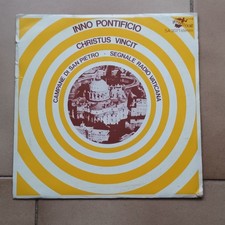 INNO PONTIFICIO
CHRISTUS VINCIT
CAMPANE DI SAN PIETRO - SEGNALE RADIO VATICANA